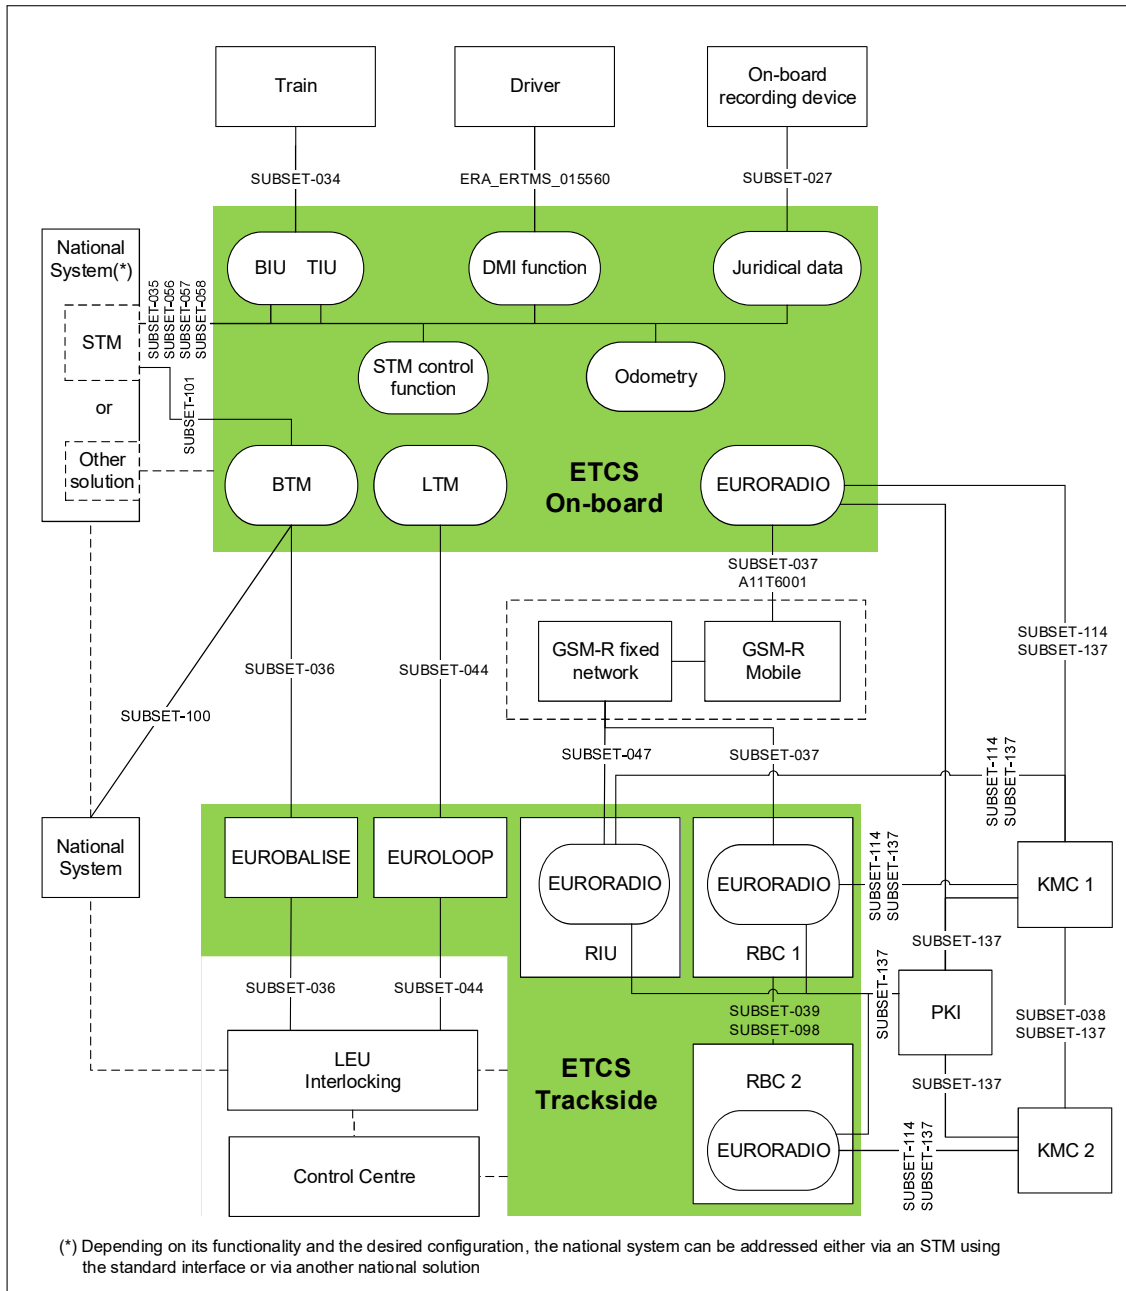 Train
Driver
On-board
recording device
SUBSET-034
ERA_ERTMS_015560
SUBSET-027
National
System(*)
STM
or
Other
solution
SUBSET-035
SUBSET-056
SUBSET-057
SUBSET-058
SUBSET-101
BIU TIU
DMI function
Juridical data
STM control
function
Odometry
BTM
LTM
ETCS
On-board
EURORADIO
SUBSET-037
A11T6001
GSM-R fixed
network
GSM-R
Mobile
SUBSET-114
SUBSET-137
SUBSET-036
SUBSET-044
SUBSET-100
SUBSET-047
SUBSET-037
SUBSET-114
SUBSET-137
National
System
EUROBALISE
EUROLOOP
EURORADIO
RIU
EURORADIO
RBC 1
SUBSET-114
SUBSET-137
KMC 1
SUBSET-137
SUBSET-137
PKI
SUBSET-036
SUBSET-044
SUBSET-039
SUBSET-098
SUBSET-038
SUBSET-137
LEU
Interlocking
ETCS
Trackside
RBC 2
EURORADIO
SUBSET-137
SUBSET-114
SUBSET-137
KMC 2
Control Centre
(*) Depending on its functionality and the desired configuration, the national system can be addressed either via an STM using
the standard interface or via another national solution